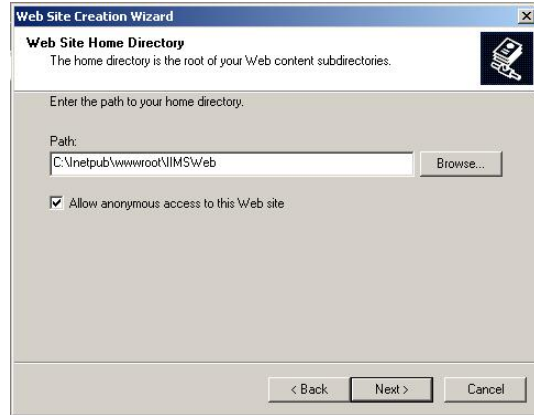 Web Site Creation Wizard
Web Site Home Directory
The home directory is the root of your Web content subdirectories.
Enter the path to your home directory.
Path:
C:\Inetpub\wwwroot\IIMSWeb
Browse...
Allow anonymous access to this Web site
< Back
Next >
Cancel